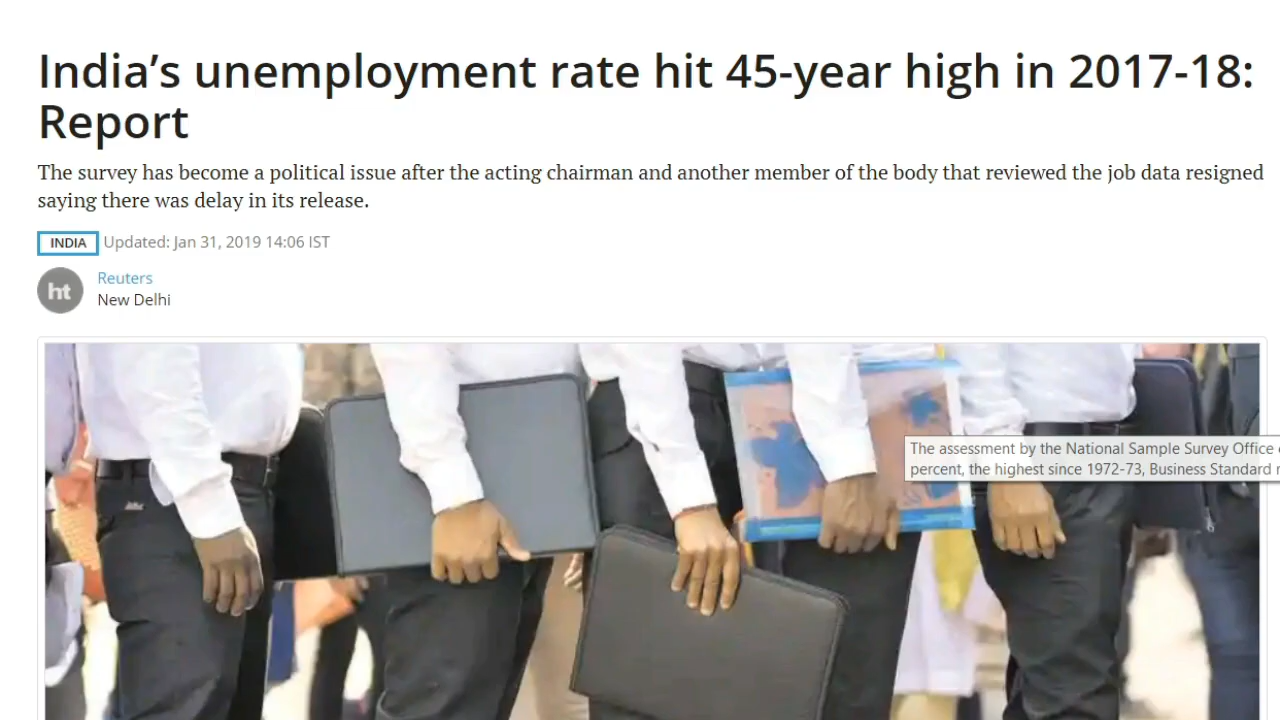 India’s unemployment rate hit 45-year high in 2017-18:
Report
The survey has become a political issue after the acting chairman and another member of the body that reviewed the job data resigned
saying there was delay in its release.
INDIA Updated: Jan 31, 2019 14:06 IST
ht
Reuters
New Delhi
The assessment by the National Sample Survey Office
percent, the highest since 1972-73, Business Standard